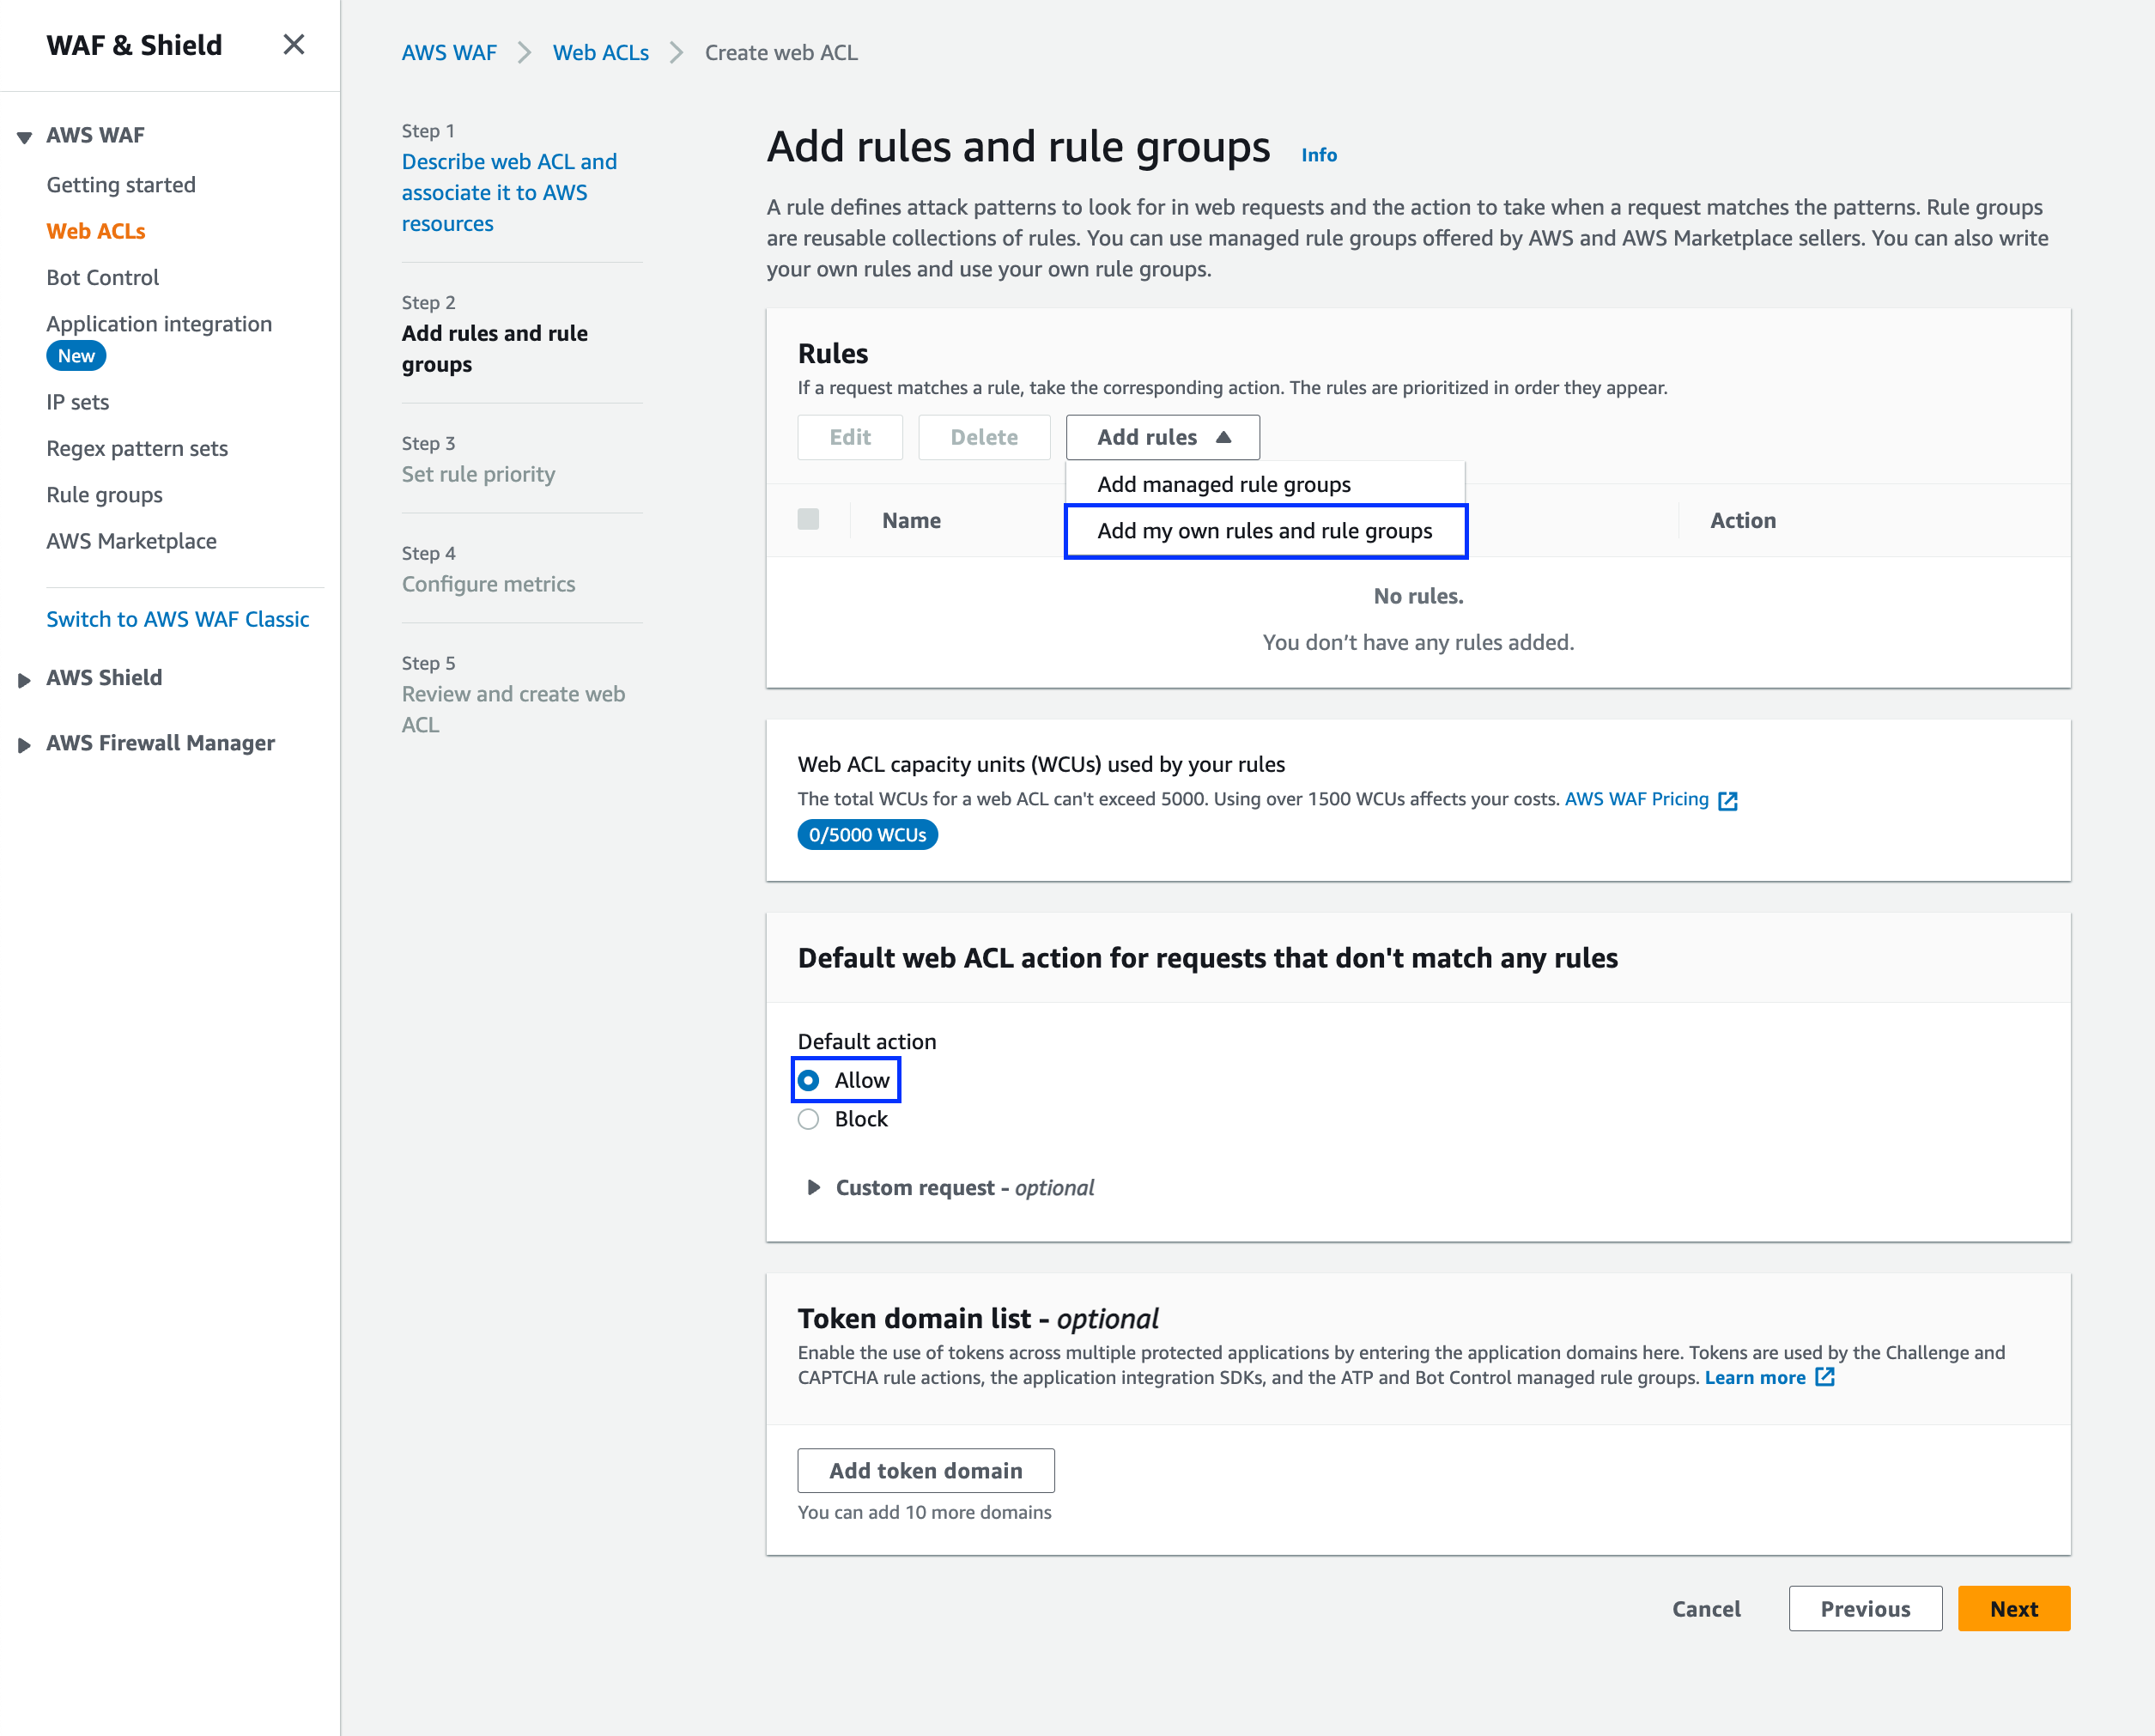 WAF & Shield
AWS WAF
Getting started
Web ACLs
Bot Control
Application integration
New
IP sets
Regex pattern sets
Rule groups
AWS Marketplace
Switch to AWS WAF Classic
AWS Shield
AWS Firewall Manager
AWS WAF > Web ACLs > Create web ACL
Step 1
Describe web ACL and
associate it to AWS
resources
Step 2
Add rules and rule
groups
Step 3
Set rule priority
Step 4
Configure metrics
Step 5
Review and create web
ACL
Add rules and rule groups Info
A rule defines attack patterns to look for in web requests and the action to take when a request matches the patterns. Rule groups
are reusable collections of rules. You can use managed rule groups offered by AWS and AWS Marketplace sellers. You can also write
your own rules and use your own rule groups.
Rules
If a request matches a rule, take the corresponding action. The rules are prioritized in order they appear.
Edit Delete Add rules
Add managed rule groups
Add my own rules and rule groups
Name Action
No rules.
You don’t have any rules added.
Web ACL capacity units (WCUs) used by your rules
The total WCUs for a web ACL can't exceed 5000. Using over 1500 WCUs affects your costs. AWS WAF Pricing
0/5000 WCUs
Default web ACL action for requests that don't match any rules
Default action
Allow
Block
Custom request - optional
Token domain list - optional
Enable the use of tokens across multiple protected applications by entering the application domains here. Tokens are used by the Challenge and
CAPTCHA rule actions, the application integration SDKs, and the ATP and Bot Control managed rule groups. Learn more
Add token domain
You can add 10 more domains
Cancel Previous Next